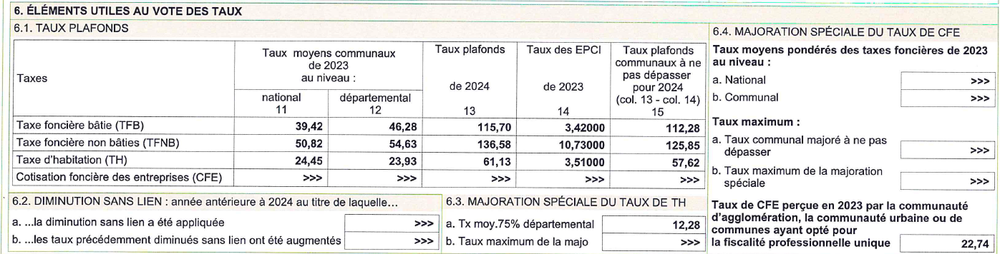 6. ÉLÉMENTS UTILES AU VOTE DES TAUX
6.1. TAUX PLAFONDS
Taxes
Taux moyens communaux
de 2023
au niveau :
national
11
départemental
12
Taux plafonds
de 2024
13
Taux des EPCI
de 2023
14
Taux plafonds
communaux à ne
pas dépasser
pour 2024
(col. 13 - col. 14)
15
Taxe foncière bâtie (TFB) 39,42 46,28 115,70 3,42000 112,28
Taxe foncière non bâties (TFNB) 50,82 54,63 136,58 10,73000 125,85
Taxe d'habitation (TH) 24,45 23,93 61,13 3,51000 57,62
Cotisation foncière des entreprises (CFE) >>> >>> >>> >>> >>>
6.2. DIMINUTION SANS LIEN : année antérieure à 2024 au titre de laquelle...
a. ...la diminution sans lien a été appliquée >>>
b. ...les taux précédemment diminués sans lien ont été augmentés >>>
6.3. MAJORATION SPÉCIALE DU TAUX DE TH
a. Tx moy.75% départemental 12,28
b. Taux maximum de la majo >>>
6.4. MAJORATION SPÉCIALE DU TAUX DE CFE
Taux moyens pondérés des taxes foncières de 2023
au niveau :
a. National >>>
b. Communal >>>
Taux maximum :
a. Taux communal majoré à ne pas
dépasser >>>
b. Taux maximum de la majoration
spéciale >>>
Taux de CFE perçue en 2023 par la communauté
d'agglomération, la communauté urbaine ou de
communes ayant opté pour
la fiscalité professionnelle unique 22,74